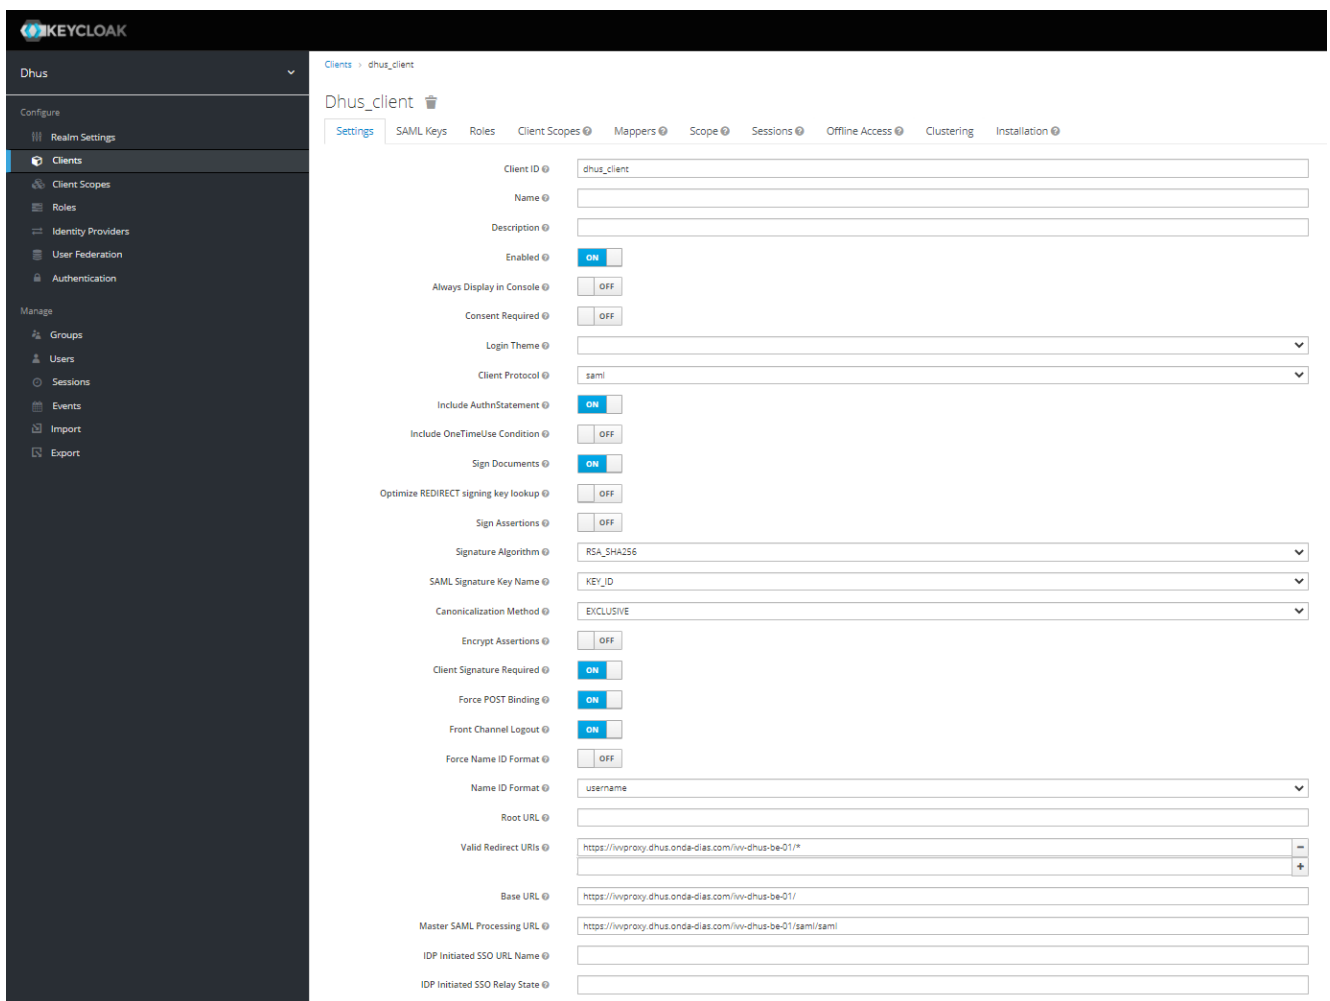 KEYCLOAK
Dhus
Configure
Realm Settings
Clients
Client Scopes
Roles
Identity Providers
User Federation
Authentication
Manage
Groups
Users
Sessions
Events
Import
Export
Clients > dhus_client
Dhus_client
Settings SAML Keys Roles Client Scopes Mappers Scope Sessions Offline Access Clustering Installation
Client ID dhus_client
Name
Description
Enabled ON
Always Display in Console OFF
Consent Required OFF
Login Theme
Client Protocol saml
Include AuthnStatement ON
Include OneTimeUse Condition OFF
Sign Documents ON
Optimize REDIRECT signing key lookup OFF
Sign Assertions OFF
Signature Algorithm RSA_SHA256
SAML Signature Key Name KEY_ID
Canonicalization Method EXCLUSIVE
Encrypt Assertions OFF
Client Signature Required ON
Force POST Binding ON
Front Channel Logout ON
Force Name ID Format OFF
Name ID Format username
Root URL
Valid Redirect URIs https://ivvproxy.dhus.onda-dias.com/ivv-dhus-be-01/*
Base URL https://ivvproxy.dhus.onda-dias.com/ivv-dhus-be-01/
Master SAML Processing URL https://ivvproxy.dhus.onda-dias.com/ivv-dhus-be-01/saml/saml
IDP Initiated SSO URL Name
IDP Initiated SSO Relay State